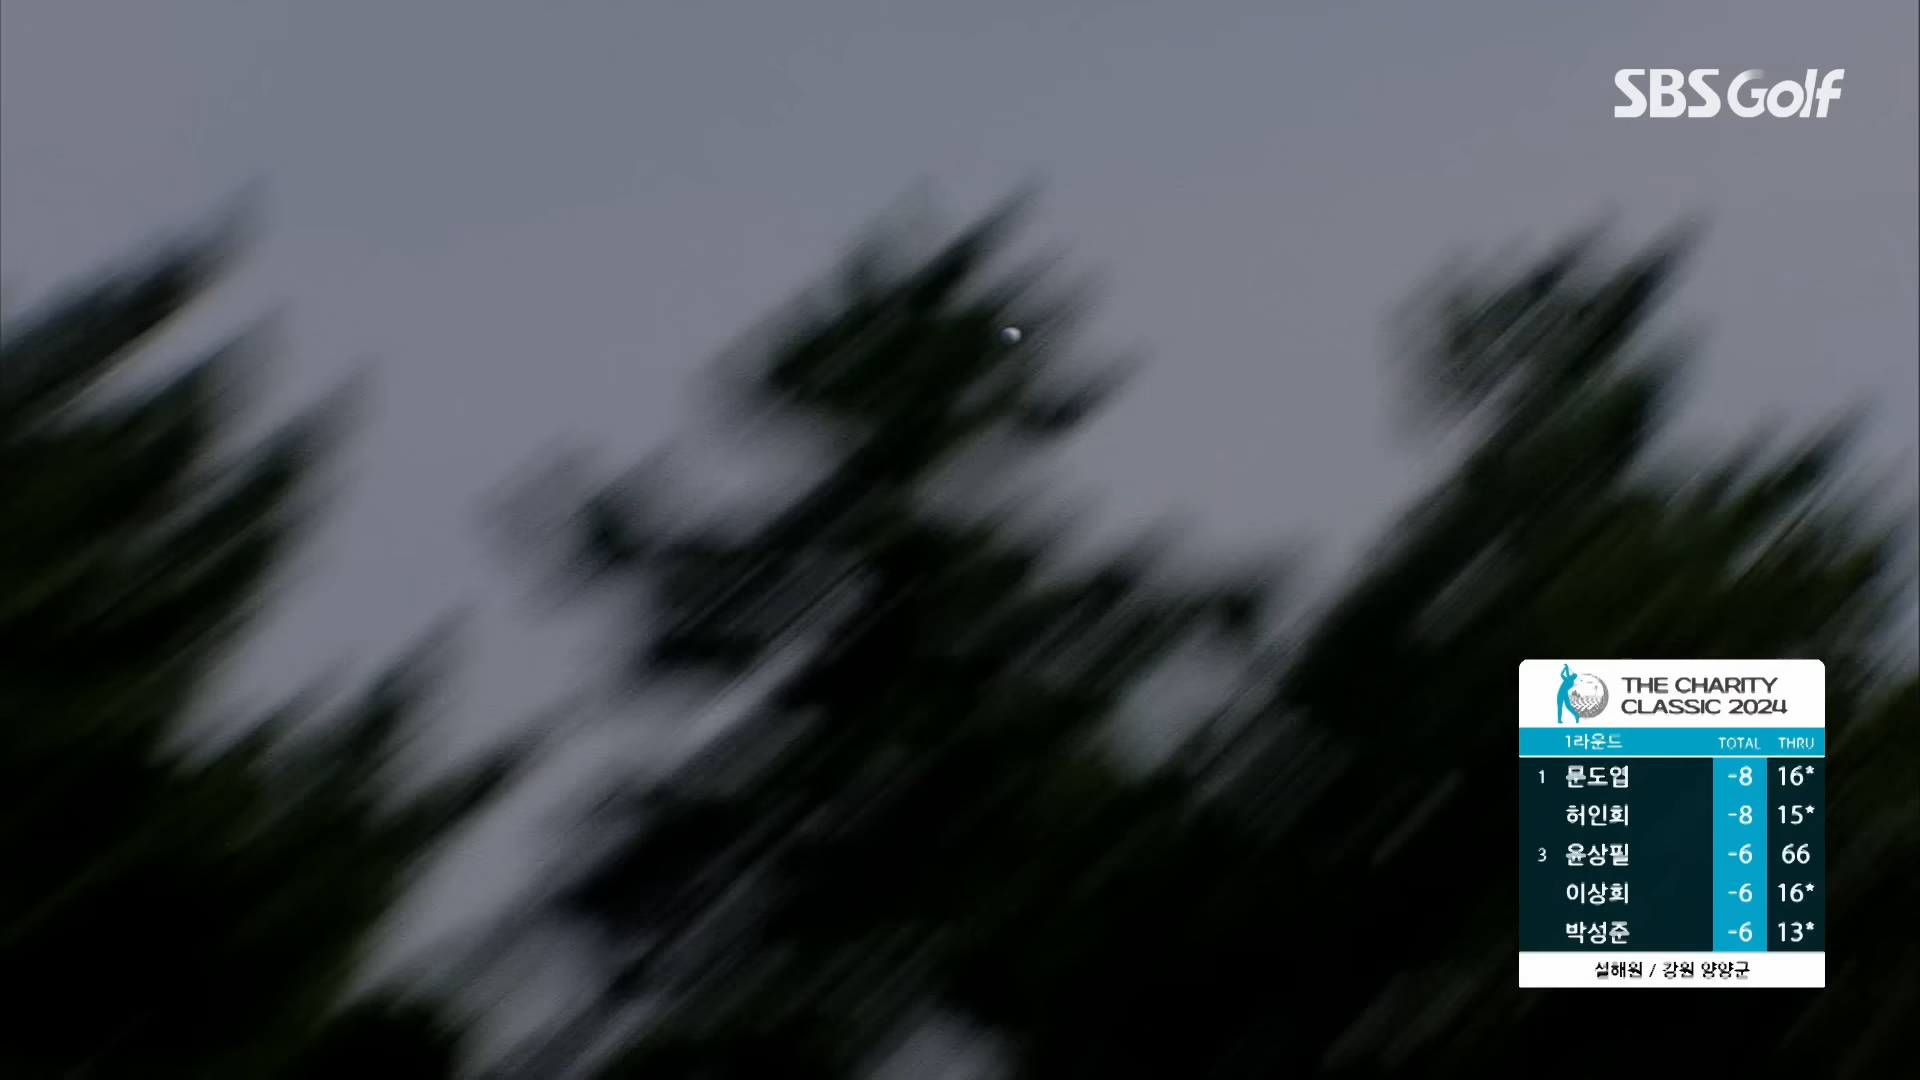 SBS Golf
THE CHARITY
CLASSIC 2024
1라운드 TOTAL THRU
1 문도엽 -8 16*
허인회 -8 15*
3 윤상필 -6 66
이상희 -6 16*
박성준 -6 13*
설해원 / 강원 양양군